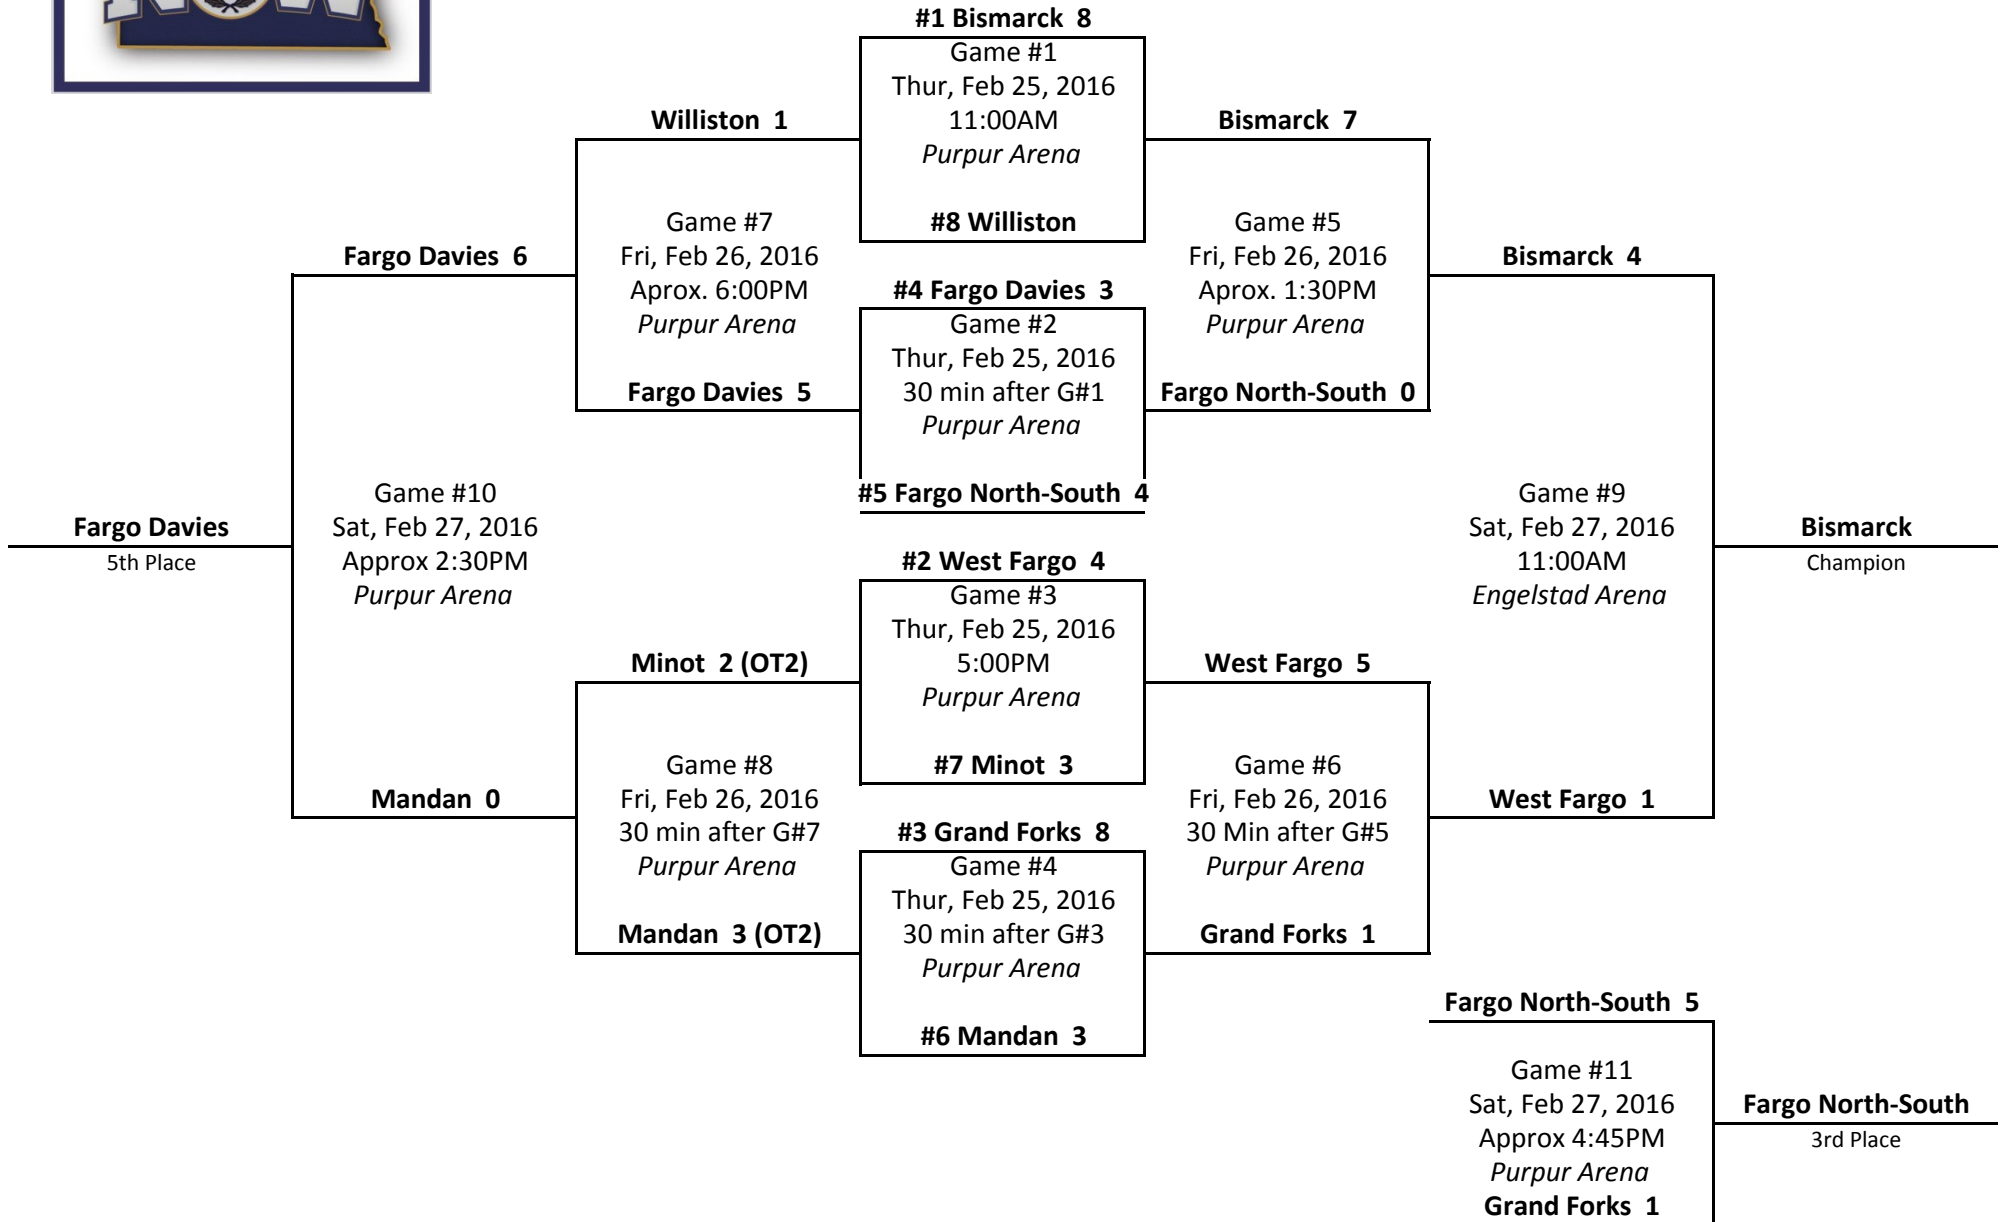 NOW
#1 Bismarck 8
Game #1
Thur, Feb 25, 2016
11:00AM
Purpur Arena
#8 Williston
Williston 1
Game #7
Fri, Feb 26, 2016
Aprox. 6:00PM
Purpur Arena
Fargo Davies 5
Bismarck 7
Game #5
Fri, Feb 26, 2016
Aprox. 1:30PM
Purpur Arena
Fargo North-South 0
#4 Fargo Davies 3
Game #2
Thur, Feb 25, 2016
30 min after G#1
Purpur Arena
#5 Fargo North-South 4
Fargo Davies 6
Game #10
Sat, Feb 27, 2016
Approx 2:30PM
Purpur Arena
Mandan 0
Fargo Davies
5th Place
Bismarck 4
Game #9
Sat, Feb 27, 2016
11:00AM
Engelstad Arena
West Fargo 1
Bismarck
Champion
#2 West Fargo 4
Game #3
Thur, Feb 25, 2016
5:00PM
Purpur Arena
#7 Minot 3
Minot 2 (OT2)
Game #8
Fri, Feb 26, 2016
30 min after G#7
Purpur Arena
Mandan 3 (OT2)
West Fargo 5
Game #6
Fri, Feb 26, 2016
30 Min after G#5
Purpur Arena
Grand Forks 1
#3 Grand Forks 8
Game #4
Thur, Feb 25, 2016
30 min after G#3
Purpur Arena
#6 Mandan 3
Fargo North-South 5
Game #11
Sat, Feb 27, 2016
Approx 4:45PM
Purpur Arena
Grand Forks 1
Fargo North-South
3rd Place